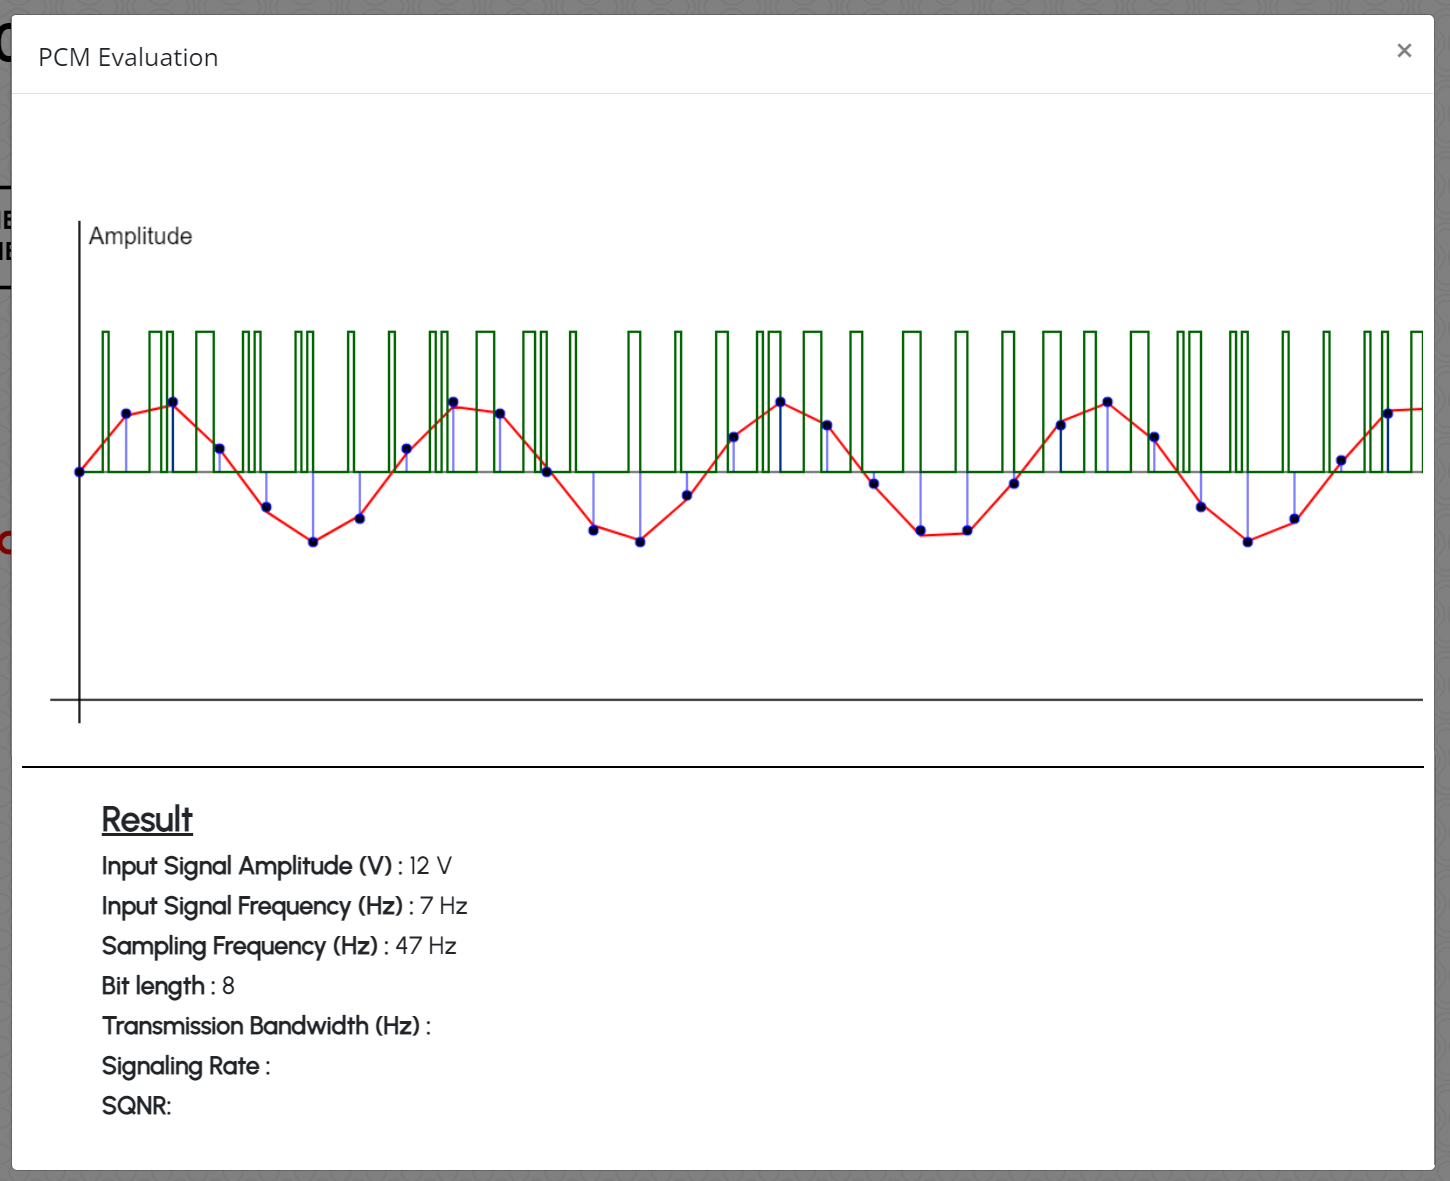 PCM Evaluation
×
Amplitude
Result
Input Signal Amplitude (V) : 12 V
Input Signal Frequency (Hz) : 7 Hz
Sampling Frequency (Hz) : 47 Hz
Bit length : 8
Transmission Bandwidth (Hz) :
Signaling Rate :
SQNR: